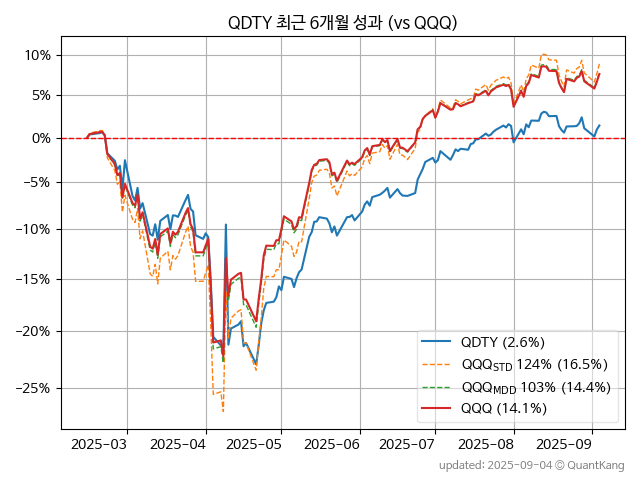 QDTY 최근 6개월 성과 (vs QQQ)
10%
5%
0%
−5%
−10%
−15%
−20%
−25%
QDTY (2.6%)
QQQSTD 124% (16.5%)
QQQMDD 103% (14.4%)
QQQ (14.1%)
2025-03 2025-04 2025-05 2025-06 2025-07 2025-08 2025-09
updated: 2025-09-04 © QuantKang